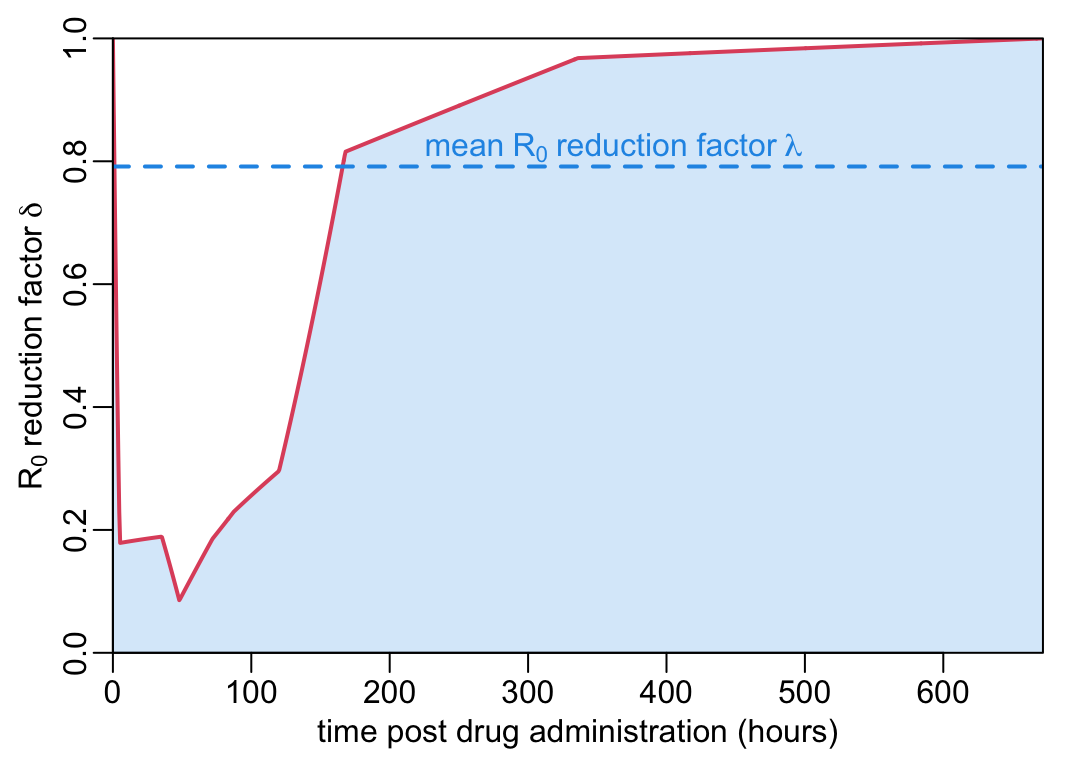 R0 reduction factor δ
1.0
0.8
0.6
0.4
0.2
0.0
mean R0 reduction factor λ
0 100 200 300 400 500 600
time post drug administration (hours)